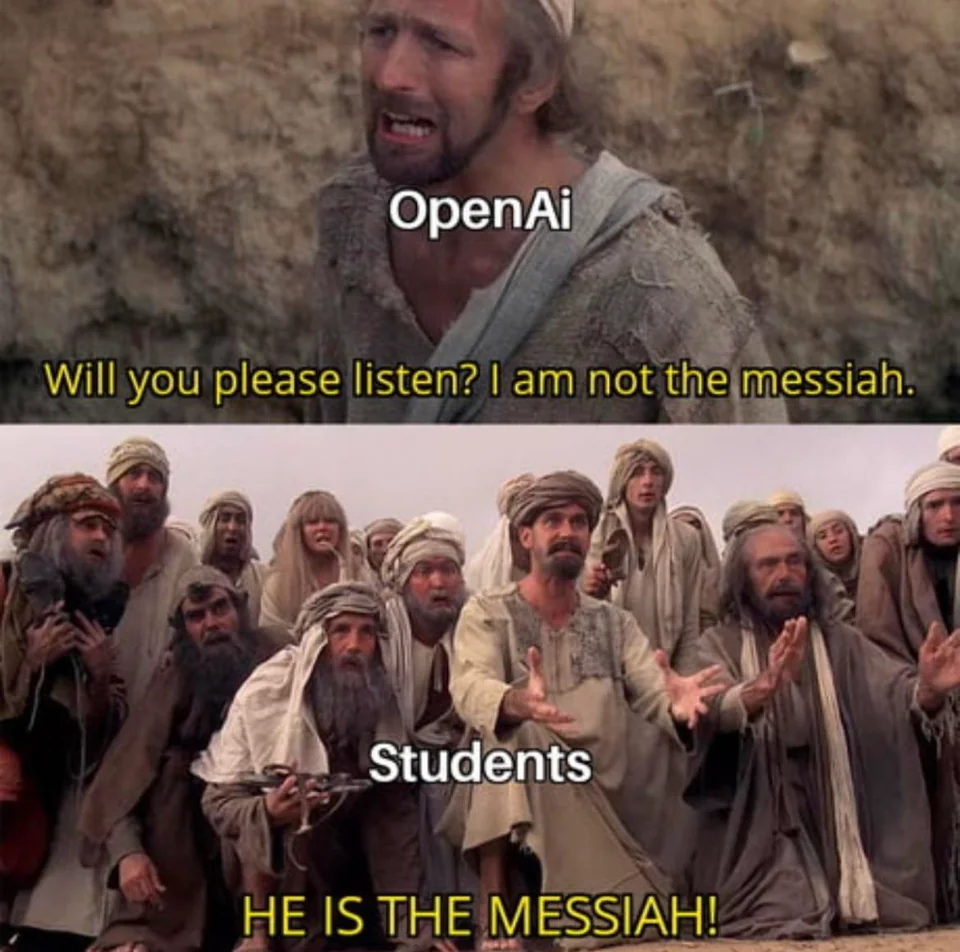 OpenAi
Will you please listen? I am not the messiah.
Students
HE IS THE MESSIAH!